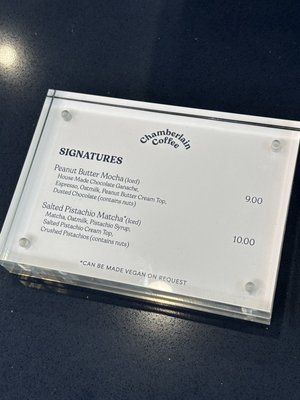 Chamberlain
Coffee
SIGNATURES
Peanut Butter Mocha (Iced)
House Made Chocolate Ganache,
Espresso, Oatmilk, Peanut Butter Cream Top,
Dusted Chocolate (contains nuts)
9.00
Salted Pistachio Matcha* (Iced)
Matcha, Oatmilk, Pistachio Syrup,
Salted Pistachio Cream Top,
Crushed Pistachios (contains nuts)
10.00
*CAN BE MADE VEGAN ON REQUEST